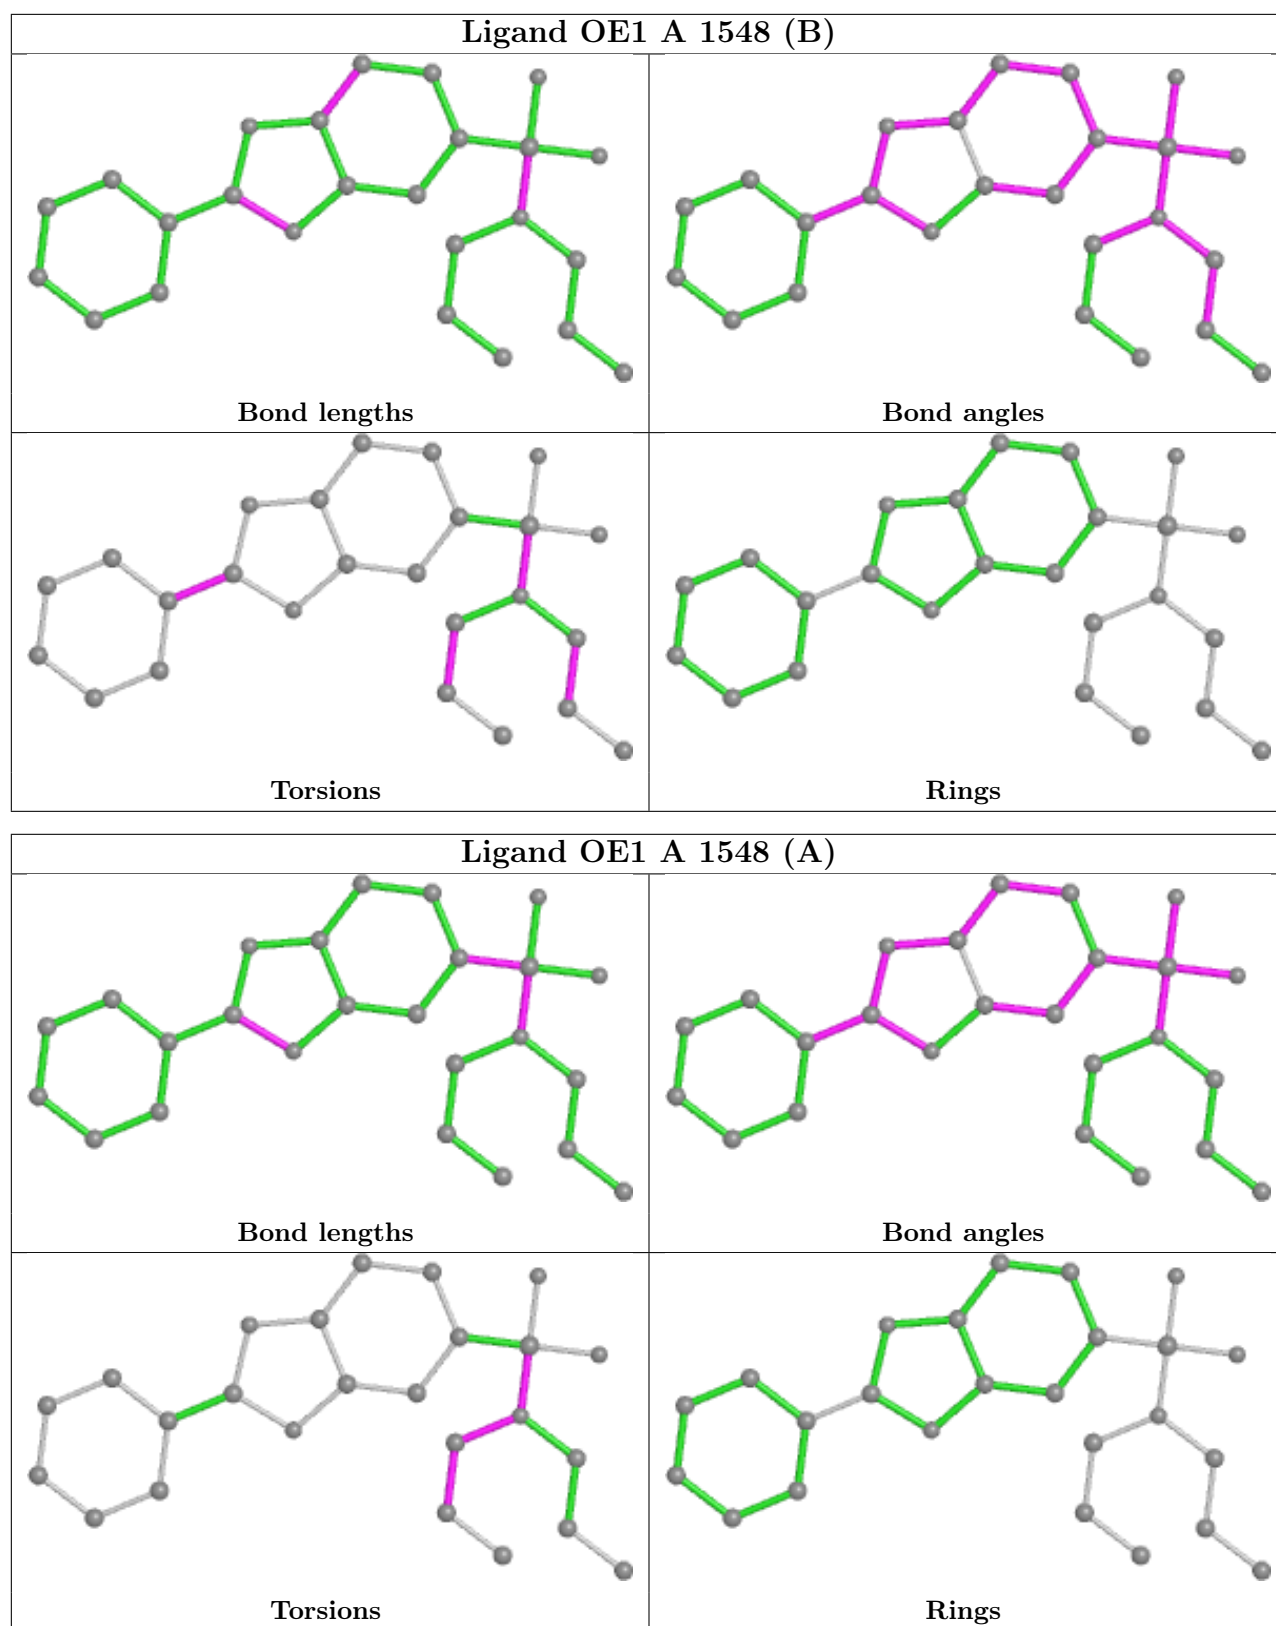 Ligand OE1 A 1548 (B)
Bond lengths
Bond angles
Torsions
Rings
Ligand OE1 A 1548 (A)
Bond lengths
Bond angles
Torsions
Rings